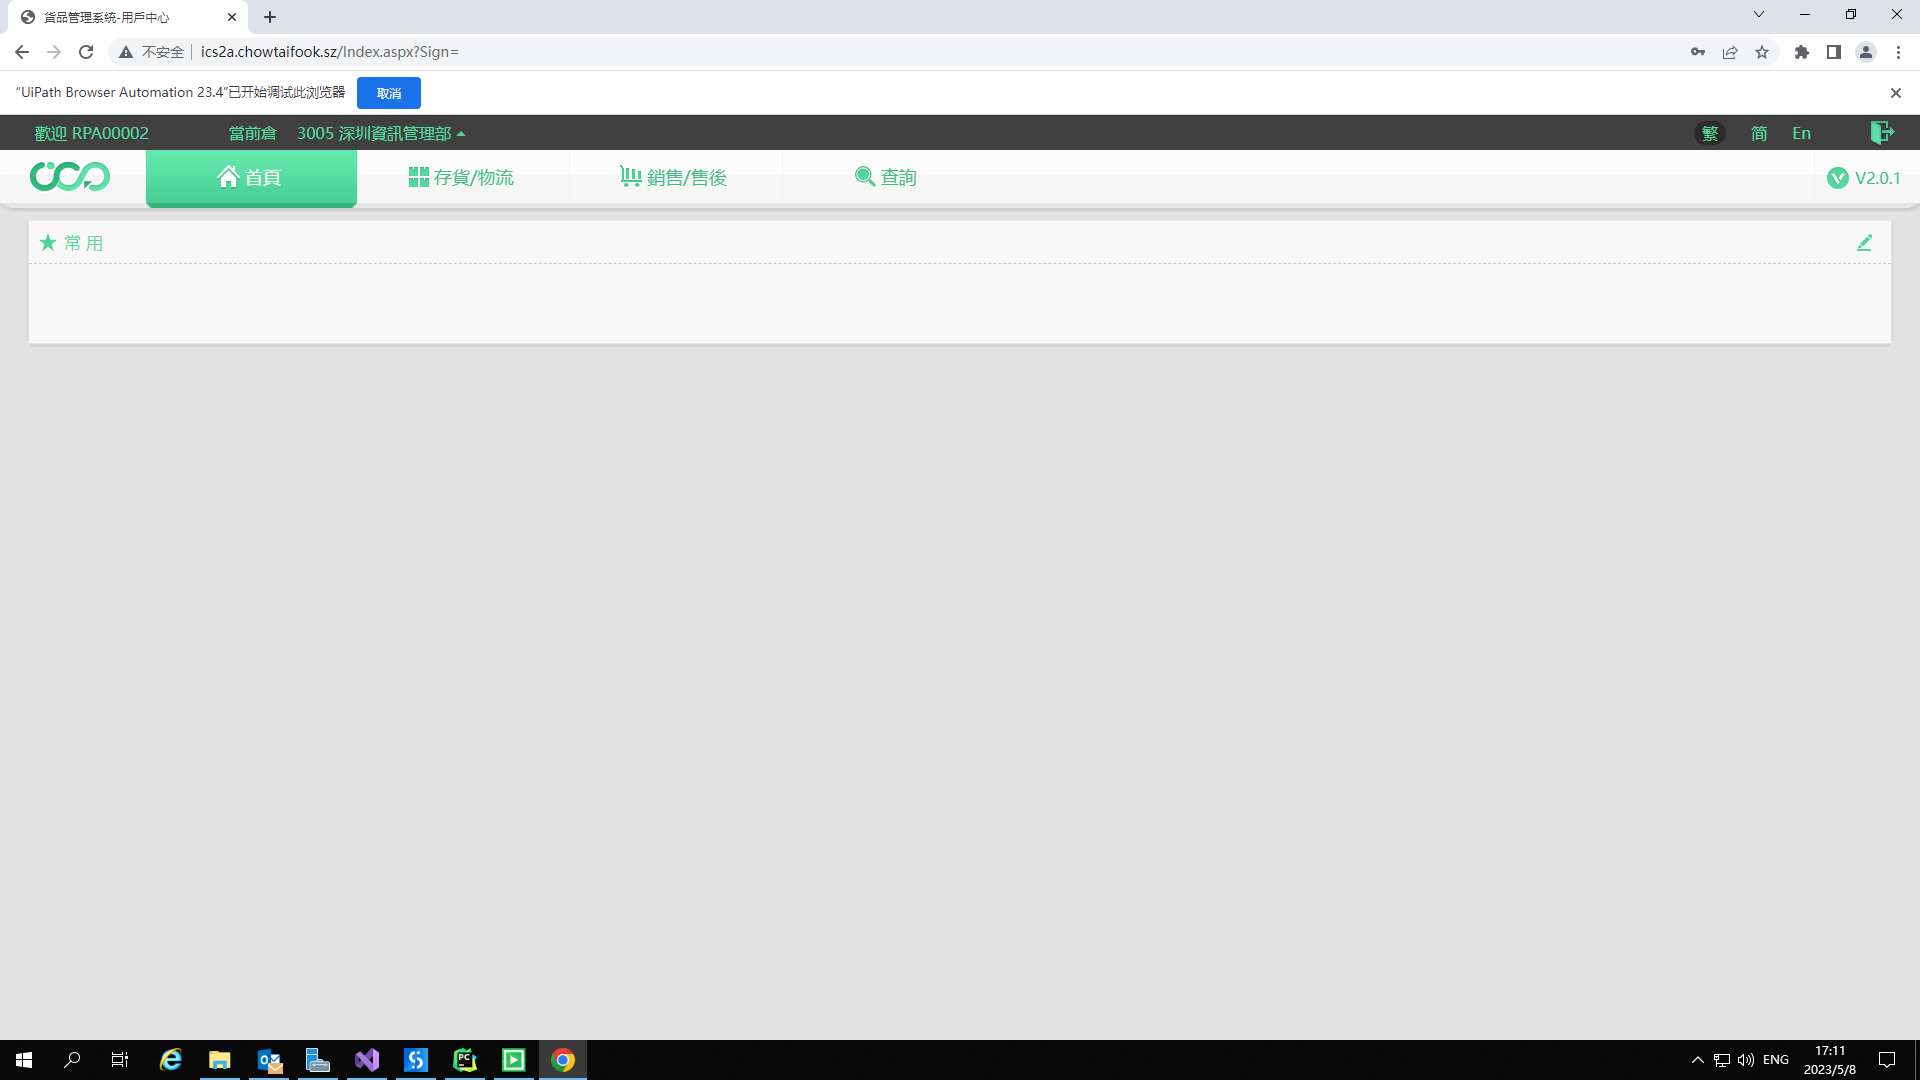 貨品管理系統-用戶中心
不安全 ics2a.chowtaifook.sz/Index.aspx?Sign=
“UiPath Browser Automation 23.4”已开始调试此浏览器 取消
歡迎 RPA00002 當前倉 3005 深圳資訊管理部 繁 简 En
首頁 存貨/物流 銷售/售後 查詢 V2.0.1
常用
ENG
17:11
2023/5/8